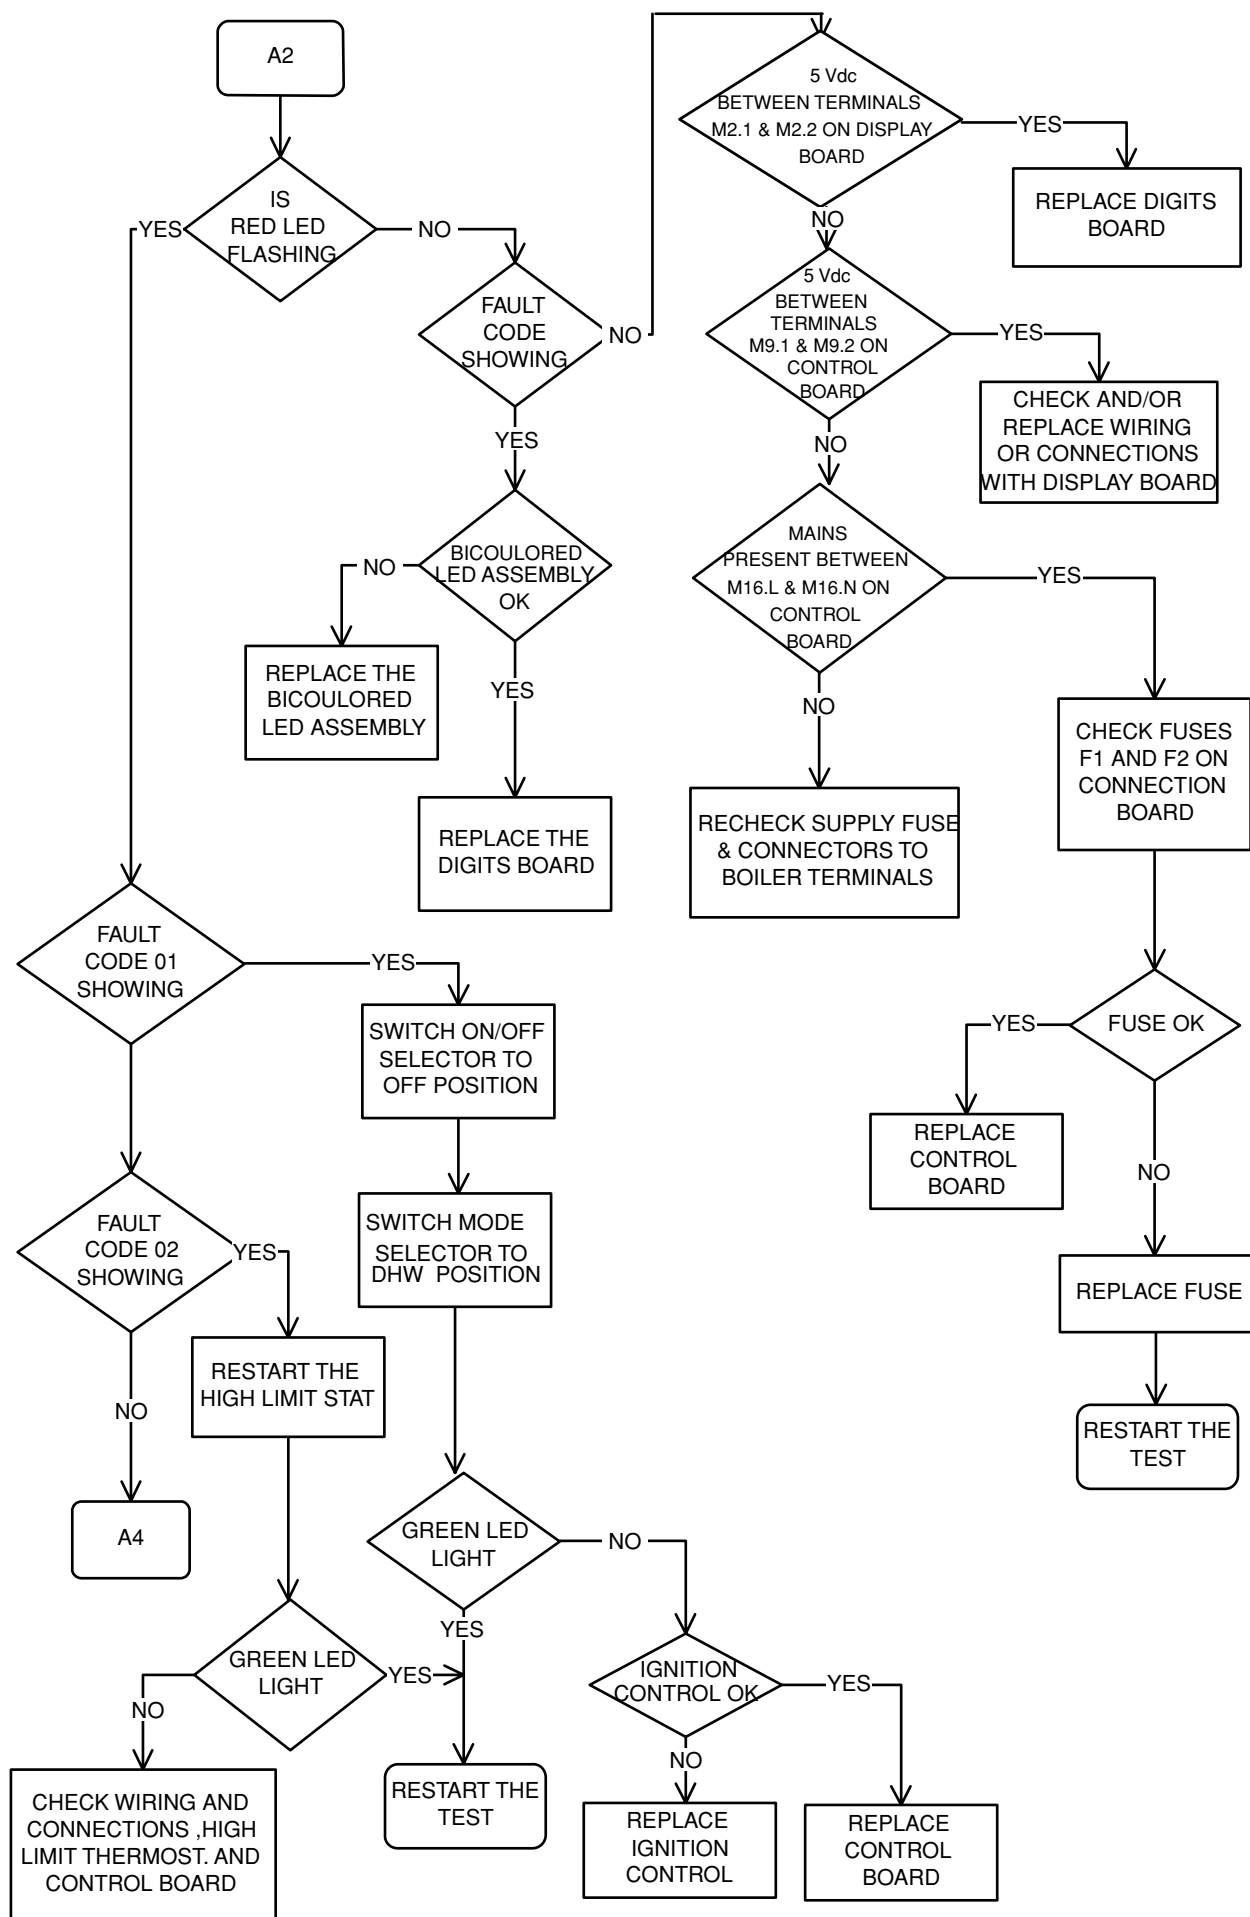 A2
IS
RED LED
FLASHING
YES
NO
FAULT
CODE
SHOWING
NO
YES
BICOULORED
LED ASSEMBLY
OK
NO
REPLACE THE
BICOULORED
LED ASSEMBLY
YES
REPLACE THE
DIGITS BOARD
5 Vdc
BETWEEN TERMINALS
M2.1 & M2.2 ON DISPLAY
BOARD
YES
REPLACE DIGITS
BOARD
NO
5 Vdc
BETWEEN
TERMINALS
M9.1 & M9.2 ON
CONTROL
BOARD
YES
CHECK AND/OR
REPLACE WIRING
OR CONNECTIONS
WITH DISPLAY BOARD
NO
MAINS
PRESENT BETWEEN
M16.L & M16.N ON
CONTROL
BOARD
YES
NO
RECHECK SUPPLY FUSE
& CONNECTORS TO
BOILER TERMINALS
CHECK FUSES
F1 AND F2 ON
CONNECTION
BOARD
FUSE OK
YES
REPLACE
CONTROL
BOARD
NO
REPLACE FUSE
RESTART THE
TEST
FAULT
CODE 01
SHOWING
YES
SWITCH ON/OFF
SELECTOR TO
OFF POSITION
SWITCH MODE
SELECTOR TO
DHW POSITION
FAULT
CODE 02
SHOWING
YES
RESTART THE
HIGH LIMIT STAT
NO
A4
GREEN LED
LIGHT
NO
YES
GREEN LED
LIGHT
YES
NO
CHECK WIRING AND
CONNECTIONS ,HIGH
LIMIT THERMOST. AND
CONTROL BOARD
RESTART THE
TEST
IGNITION
CONTROL OK
YES
NO
REPLACE
IGNITION
CONTROL
REPLACE
CONTROL
BOARD